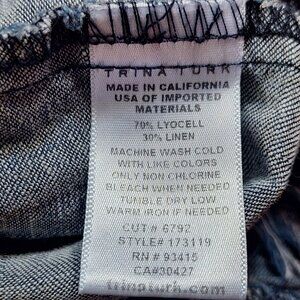 TRINA TURK
MADE IN CALIFORNIA
USA OF IMPORTED
MATERIALS
70% LYOCELL
30% LINEN
MACHINE WASH COLD
WITH LIKE COLORS
ONLY NON CHLORINE
BLEACH WHEN NEEDED
TUMBLE DRY LOW
WARM IRON IF NEEDED
CUT # 6792
STYLE# 173119
RN # 93415
CA#30427
trinaturk.com